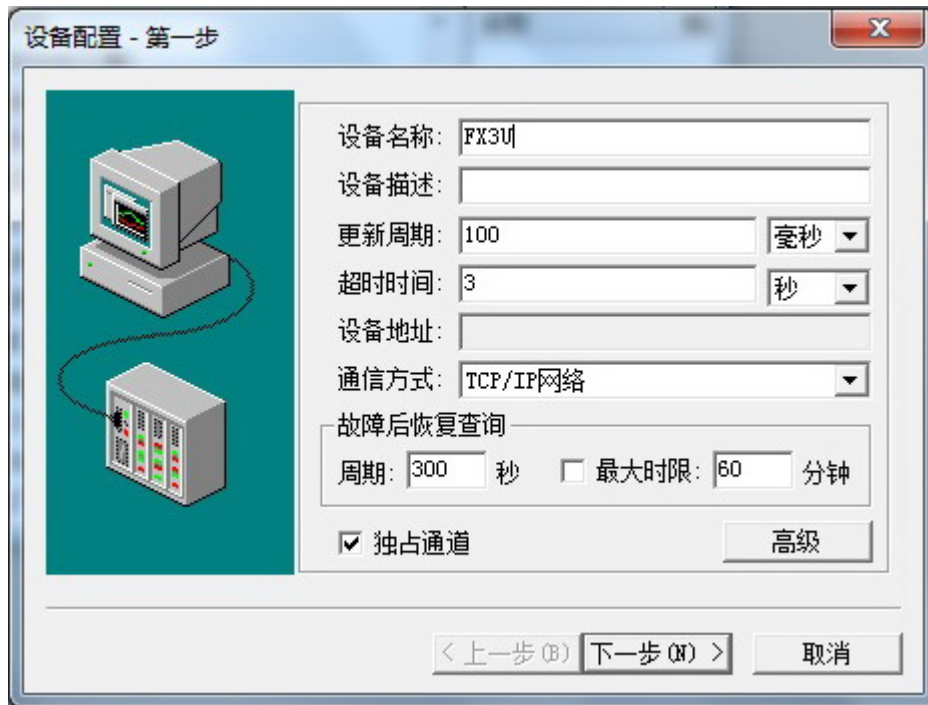 设备配置 - 第一步
设备名称: FX3U
设备描述:
更新周期: 100 毫秒
超时时间: 3 秒
设备地址:
通信方式: TCP/IP网络
故障后恢复查询
周期: 300 秒 最大时限: 60 分钟
独占通道 高级
< 上一步(B) 下一步(N) > 取消